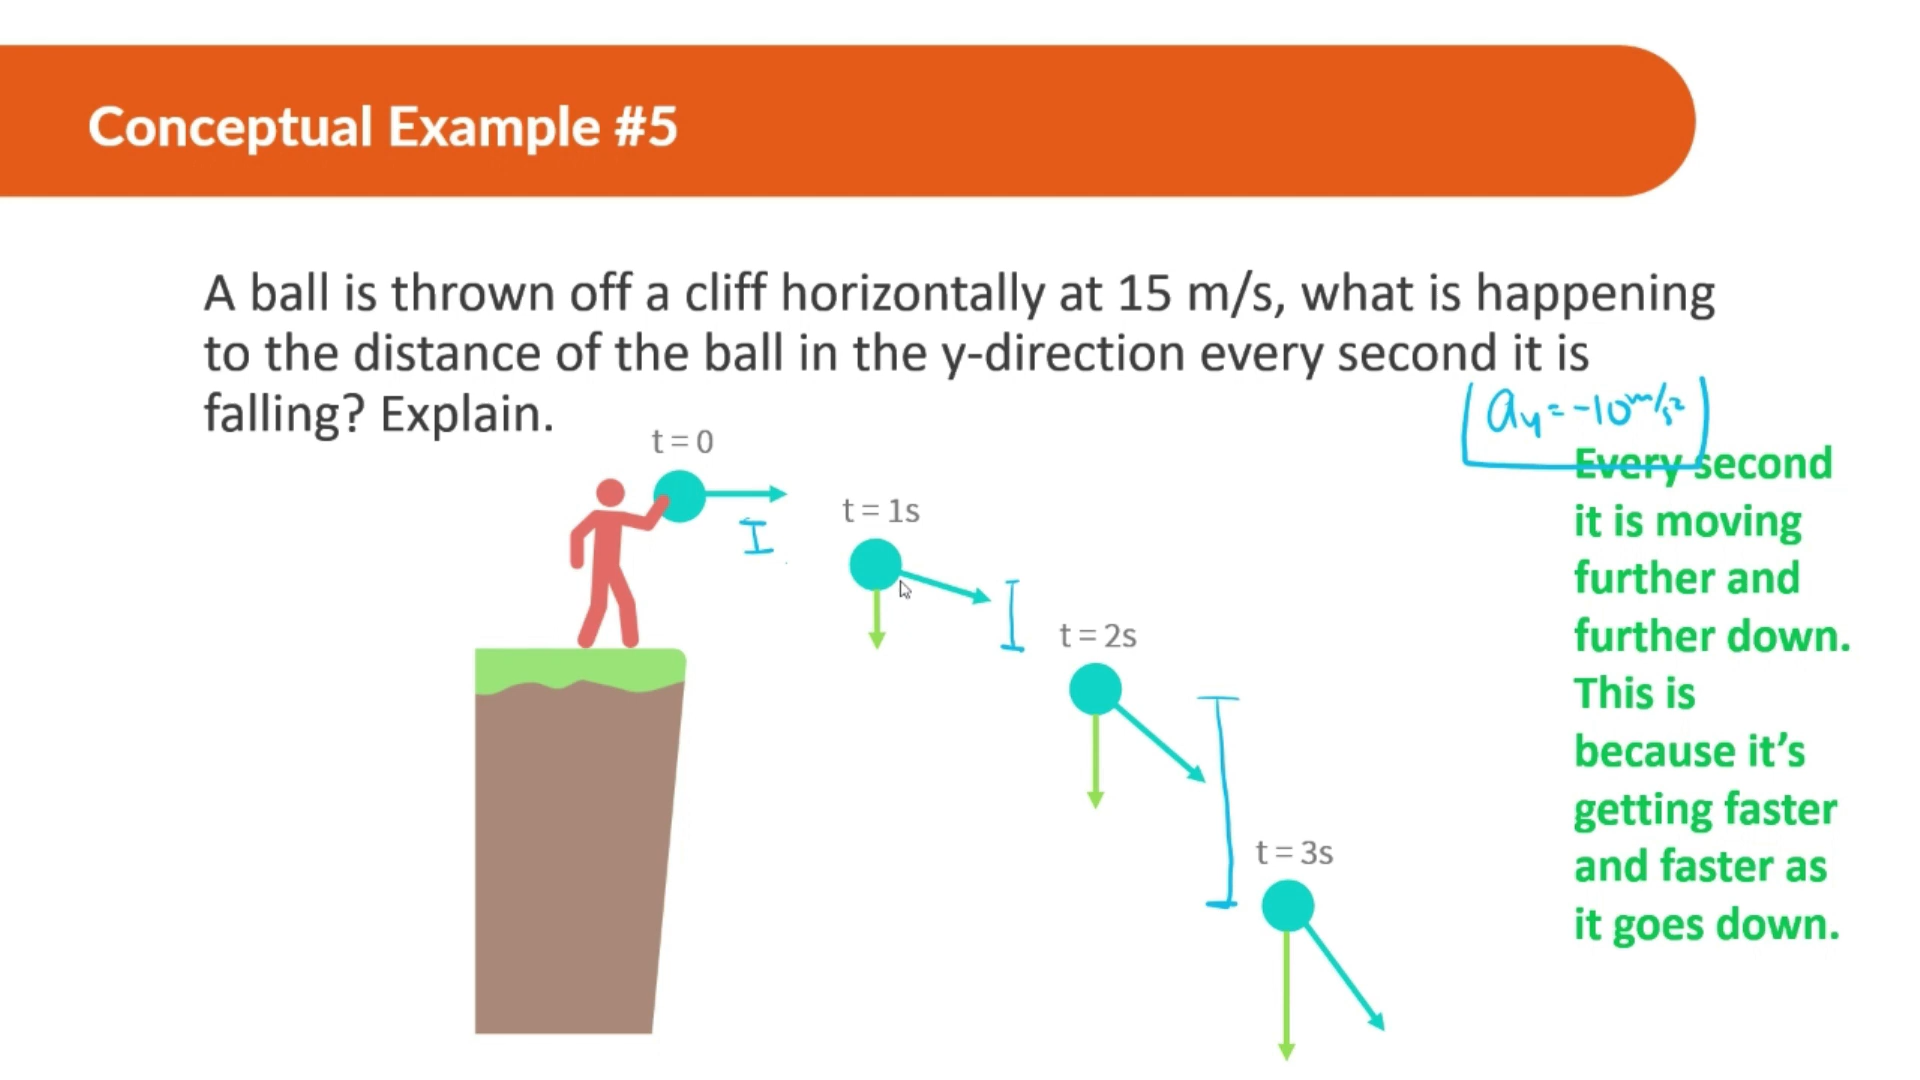 Conceptual Example #5
A ball is thrown off a cliff horizontally at 15 m/s, what is happening
to the distance of the ball in the y-direction every second it is
falling? Explain.
ay = -10 m/s²
t = 0
Every second
it is moving
further and
further down.
This is
because it’s
getting faster
and faster as
it goes down.
t = 1s
t = 2s
t = 3s